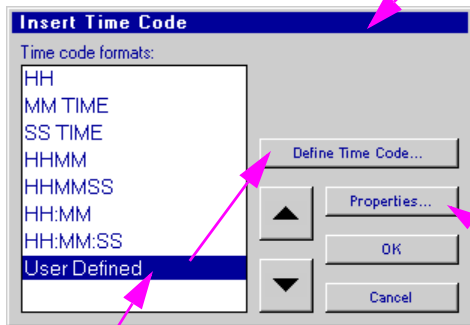 Insert Time Code
Time code formats:
HH
MM TIME
SS TIME
HHMM
HHMMSS
HH:MM
HH:MM:SS
User Defined
Define Time Code...
Properties...
OK
Cancel